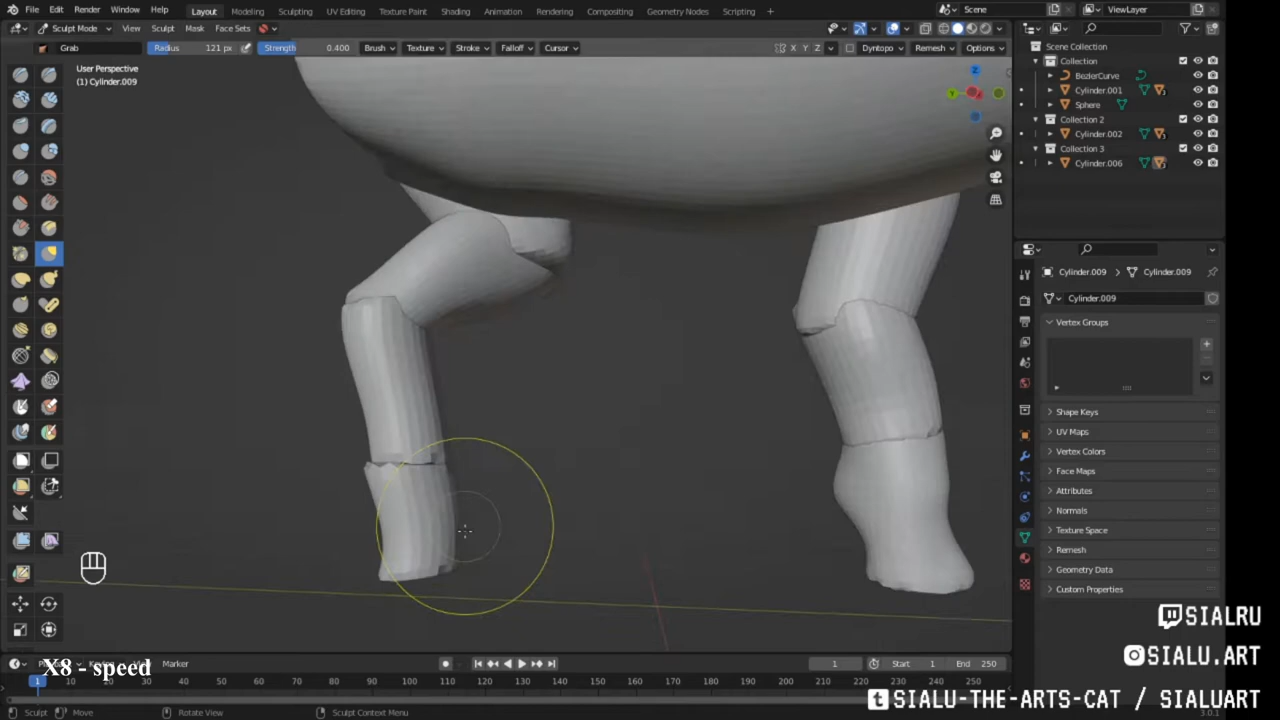 File Edit Render Window Help Layout Modeling Sculpting UV Editing Texture Paint Shading Animation Rendering Compositing Geometry Nodes Scripting Scene ViewLayer
Sculpt Mode View Sculpt Mask Face Sets
Grab Radius 121 px Strength 0.400 Brush Texture Stroke Falloff Cursor X Y Z Dyntopo Remesh Options
User Perspective
(1) Cylinder.009
Z
Y
Scene Collection
Collection
BezierCurve
Cylinder.001
Sphere
Collection 2
Cylinder.002
Collection 3
Cylinder.006
Cylinder.009 > Cylinder.009
Cylinder.009
Vertex Groups
Shape Keys
UV Maps
Vertex Colors
Face Maps
Attributes
Normals
Texture Space
Remesh
Geometry Data
Custom Properties
SIALRU
SIALU.ART
SIALU-THE-ARTS-CAT / SIALUART
X8 - speed
Marker
1 Start 1 End 250
1 10 20 30 40 50 60 70 80 90 100 110 120 130 140 150 160 170 180 190 200 210 220 230 240 250
Sculpt Move Rotate View Sculpt Context Menu
3.0.1